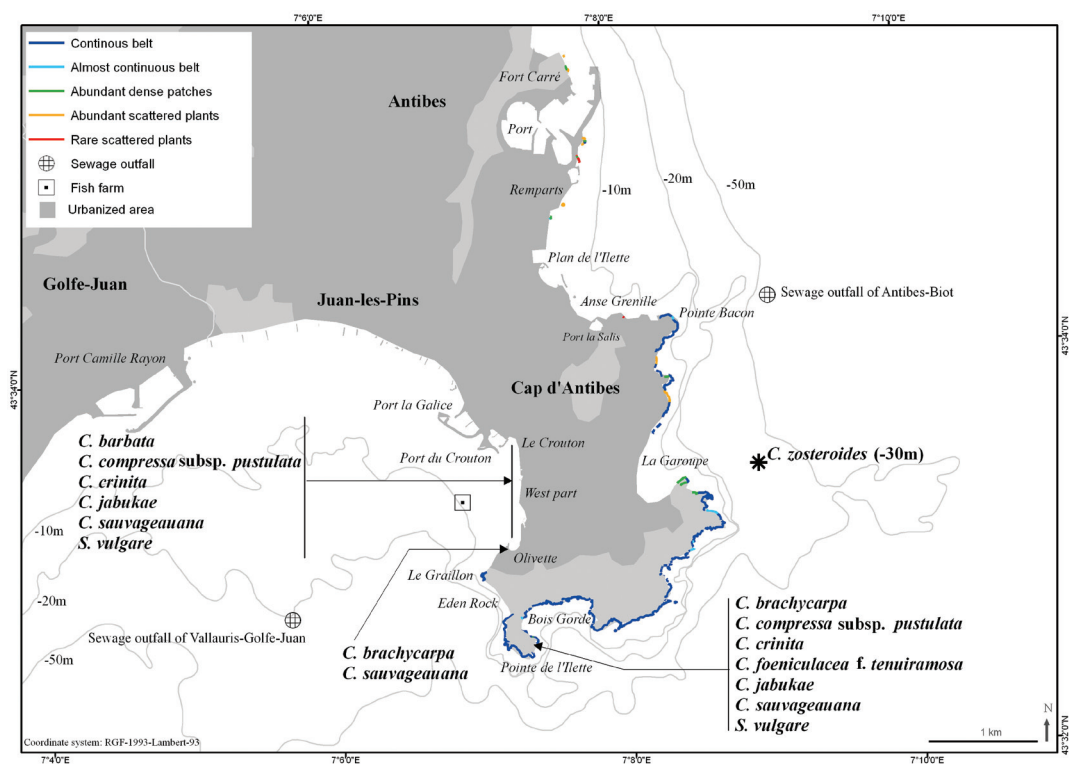 7°6'0"E
7°8'0"E
7°10'0"E
Continous belt
Almost continuous belt
Abundant dense patches
Abundant scattered plants
Rare scattered plants
Sewage outfall
Fish farm
Urbanized area
Fort Carré
Antibes
Port
Remparts
-10m
-20m
-50m
Plan de l'Ilette
Golfe-Juan
Juan-les-Pins
Anse Grenille
Pointe Bacon
Sewage outfall of Antibes-Biot
Port la Salis
43°34'0"N
43°34'0"N
Port Camille Rayon
Cap d'Antibes
Port la Galice
Le Crouton
Port du Crouton
La Garoupe
C. zosteroides (-30m)
C. barbata
C. compressa subsp. pustulata
C. crinita
C. jabukae
C. sauvageauana
S. vulgare
West part
-10m
Olivette
Le Graillon
-20m
Eden Rock
Bois Gorde
Sewage outfall of Vallauris-Golfe-Juan
-50m
C. brachycarpa
C. sauvageauana
Pointe de l'Ilette
C. brachycarpa
C. compressa subsp. pustulata
C. crinita
C. foeniculacea f. tenuiramosa
C. jabukae
C. sauvageauana
S. vulgare
N
1 km
43°32'0"N
Coordinate system: RGF-1993-Lambert-93
7°4'0"E
7°6'0"E
7°8'0"E
7°10'0"E